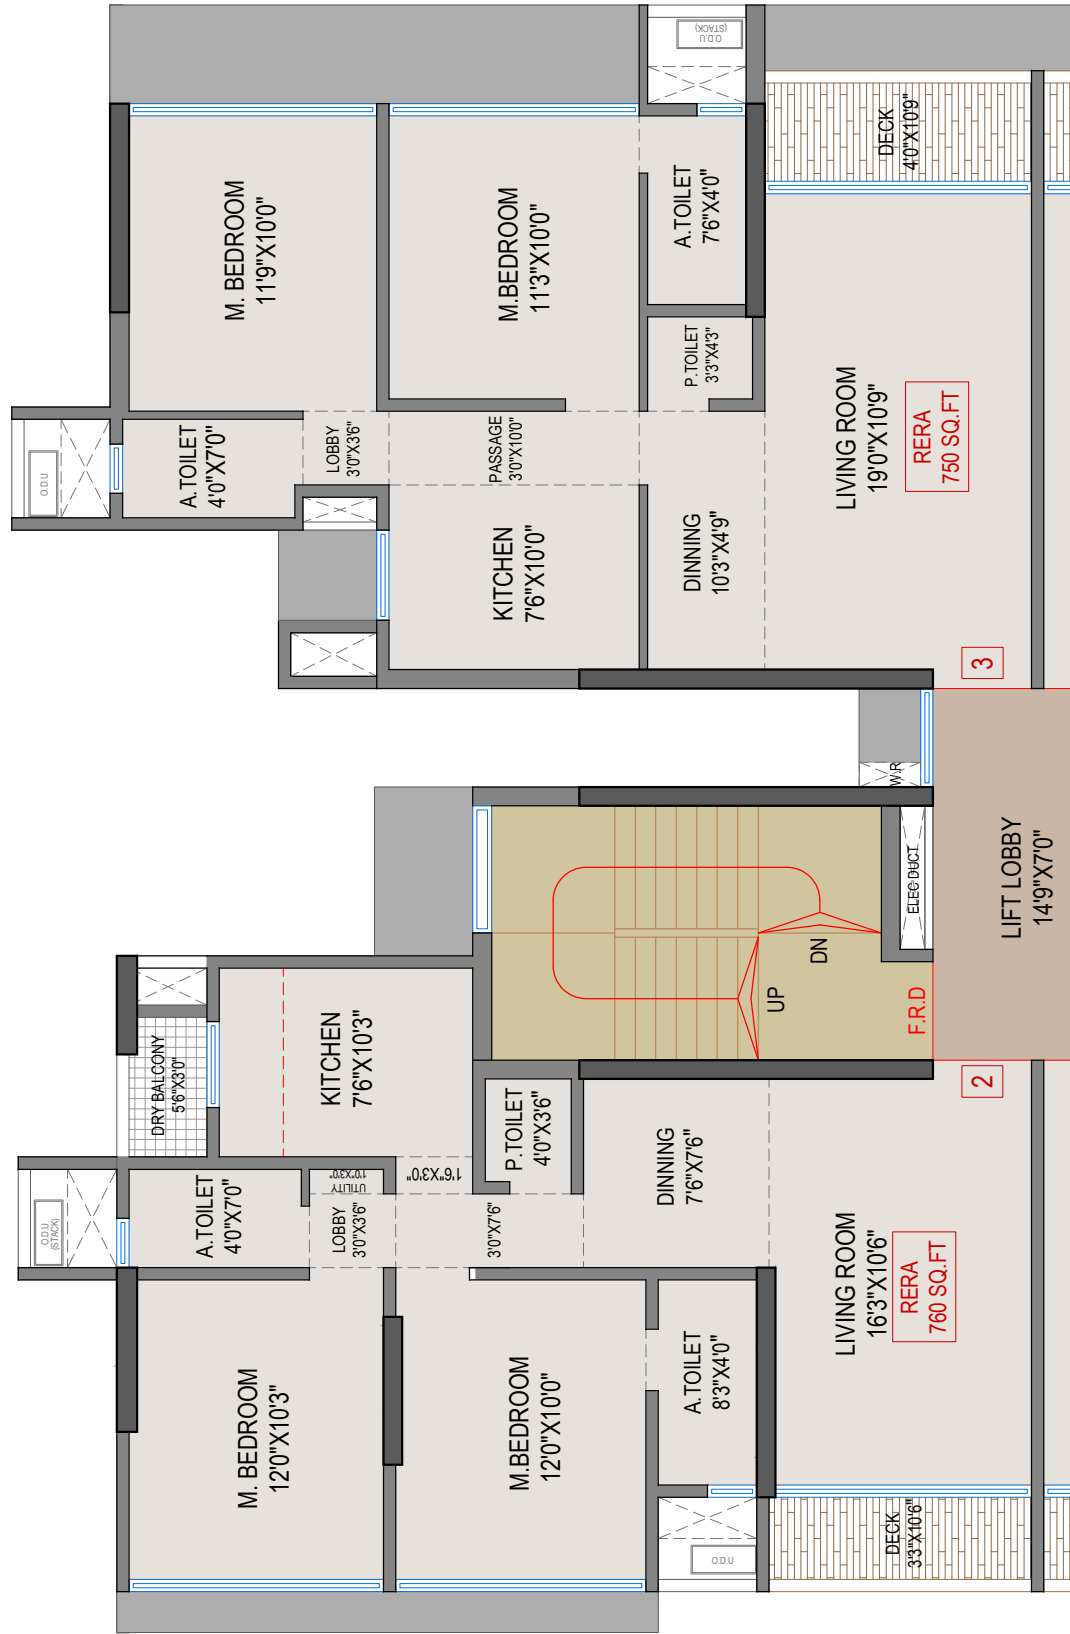 O.D.U
(STACK)
DECK
4'0"X10'9"
M. BEDROOM
11'9"X10'0"
M.BEDROOM
11'3"X10'0"
A.TOILET
7'6"X4'0"
P.TOILET
3'3"X4'3"
LIVING ROOM
19'0"X10'9"
RERA
750 SQ.FT
O.D.U
A.TOILET
4'0"X7'0"
LOBBY
3'0"X3'6"
PASSAGE
3'0"X10'0"
KITCHEN
7'6"X10'0"
DINNING
10'3"X4'9"
3
W.R
ELEC DUCT
LIFT LOBBY
14'9"X7'0"
UP
DN
F.R.D
2
DRY BALCONY
5'6"X3'0"
KITCHEN
7'6"X10'3"
P.TOILET
4'0"X3'6"
1'6"X3'0"
UTILITY
1'0"X3'0"
DINNING
7'6"X7'6"
O.D.U
(STACK)
A.TOILET
4'0"X7'0"
LOBBY
3'0"X3'6"
3'0"X7'6"
LIVING ROOM
16'3"X10'6"
RERA
760 SQ.FT
M. BEDROOM
12'0"X10'3"
M.BEDROOM
12'0"X10'0"
A.TOILET
8'3"X4'0"
O.D.U
DECK
3'3"X10'6"